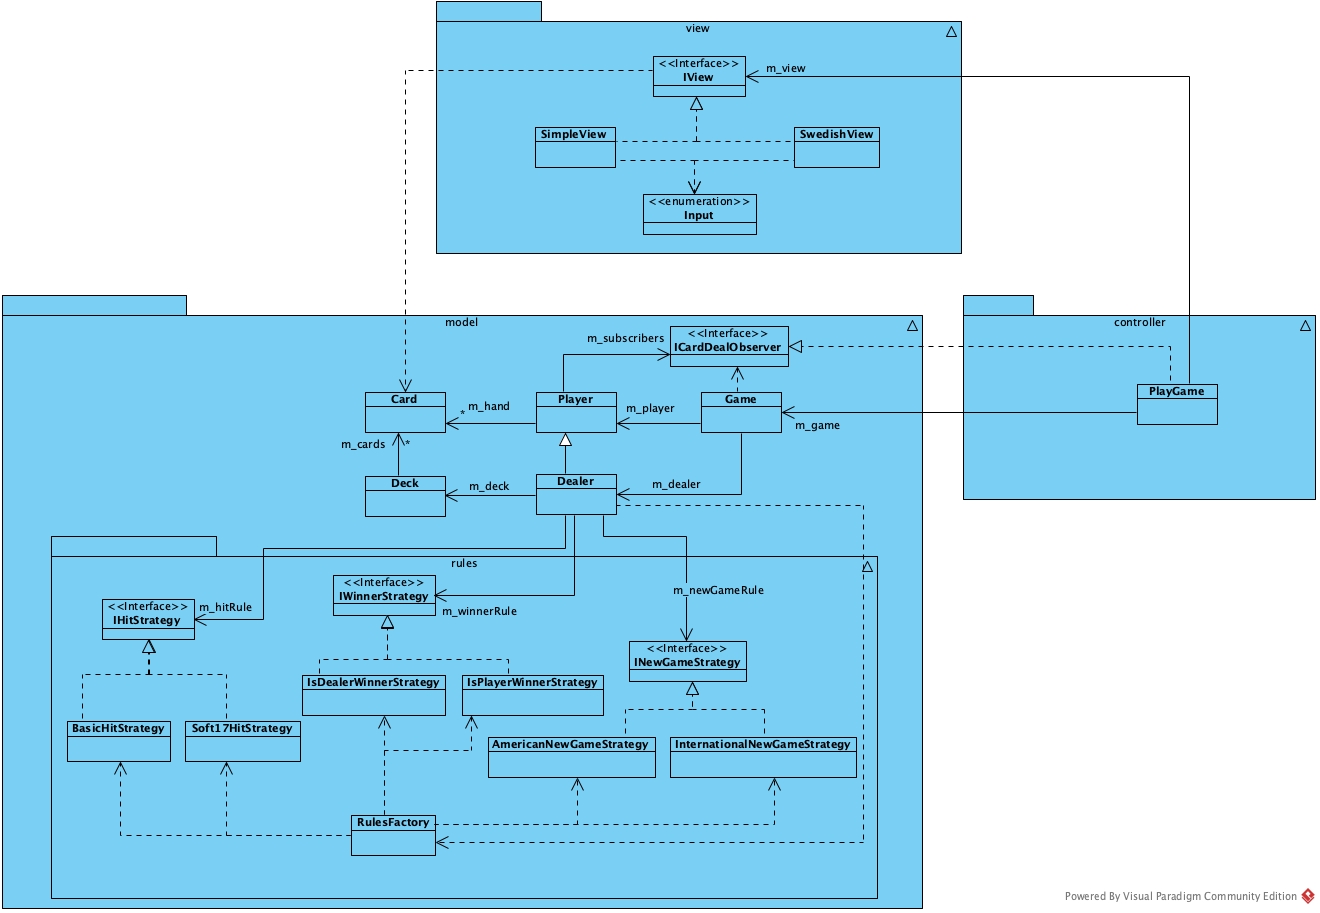 view
<<Interface>>
IView
m_view
SimpleView
SwedishView
<<enumeration>>
Input
model
controller
<<Interface>>
ICardDealObserver
m_subscribers
Card
* m_hand
Player
m_player
Game
m_game
PlayGame
m_cards
*
Deck
m_deck
Dealer
m_dealer
rules
<<Interface>>
IHitStrategy
m_hitRule
<<Interface>>
IWinnerStrategy
m_winnerRule
m_newGameRule
<<Interface>>
INewGameStrategy
IsDealerWinnerStrategy
IsPlayerWinnerStrategy
BasicHitStrategy
Soft17HitStrategy
AmericanNewGameStrategy
InternationalNewGameStrategy
RulesFactory
Powered By Visual Paradigm Community Edition